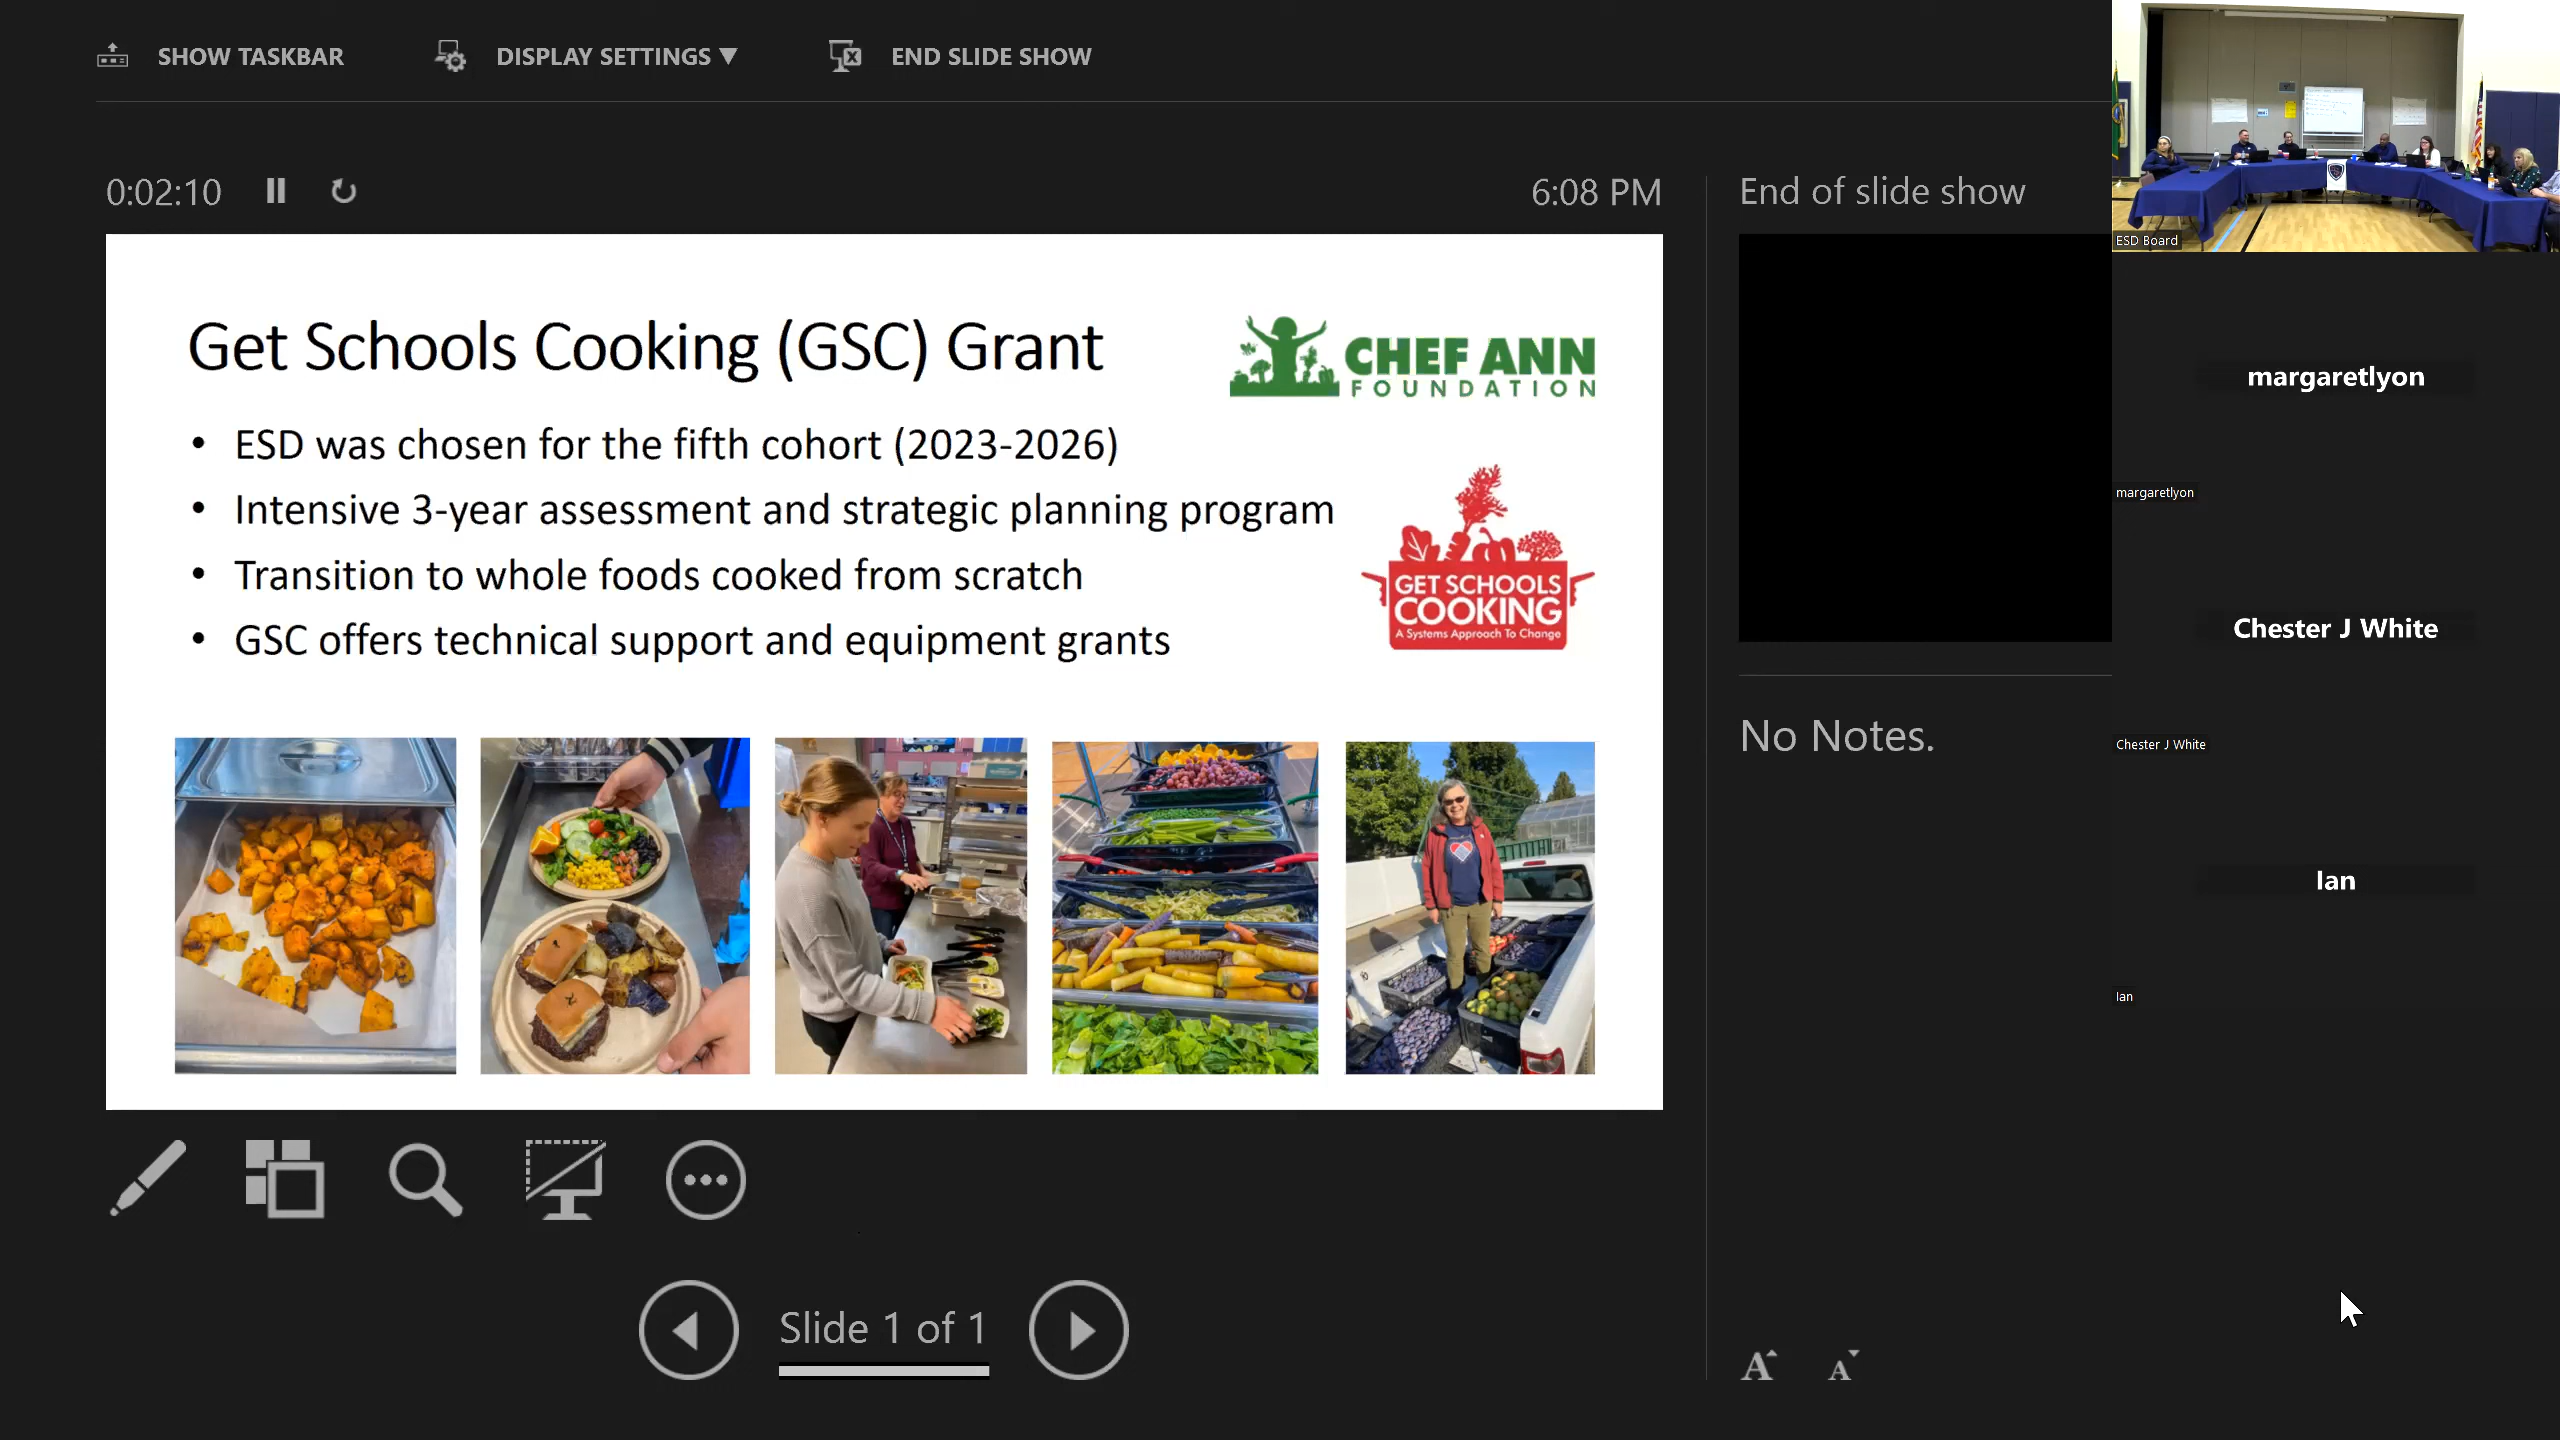 SHOW TASKBAR
DISPLAY SETTINGS ▼
END SLIDE SHOW
0:02:10
6:08 PM
Get Schools Cooking (GSC) Grant
CHEF ANN
FOUNDATION
• ESD was chosen for the fifth cohort (2023-2026)
• Intensive 3-year assessment and strategic planning program
• Transition to whole foods cooked from scratch
• GSC offers technical support and equipment grants
GET SCHOOLS
COOKING
A Systems Approach To Change
Slide 1 of 1
End of slide show
No Notes.
A A
ESD Board
margaretlyon
margaretlyon
Chester J White
Chester J White
Ian
Ian